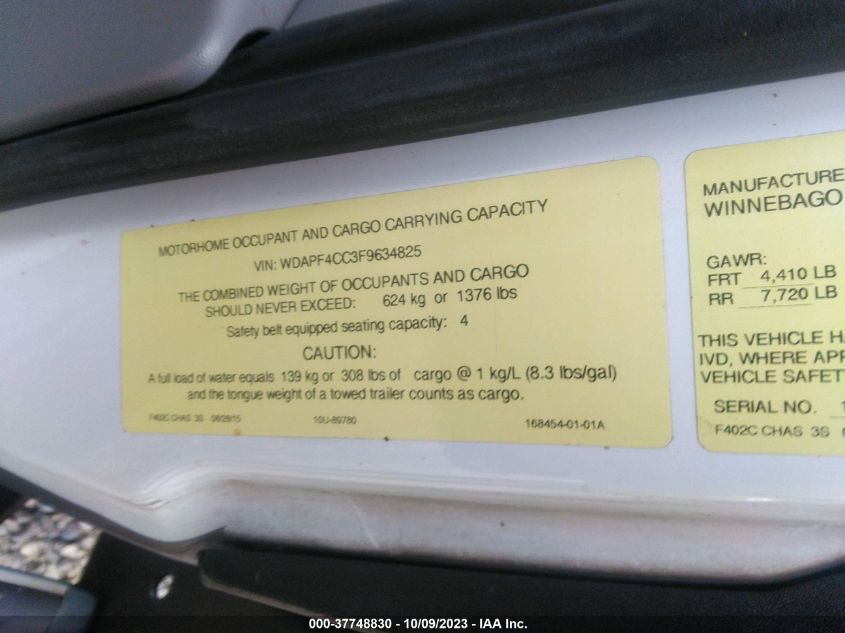 MOTORHOME OCCUPANT AND CARGO CARRYING CAPACITY
VIN: WDAPF4CC3F9634825
THE COMBINED WEIGHT OF OCCUPANTS AND CARGO
SHOULD NEVER EXCEED: 624 kg or 1376 lbs
Safety belt equipped seating capacity: 4
CAUTION:
A full load of water equals 139 kg or 308 lbs of cargo @ 1 kg/L (8.3 lbs/gal)
and the tongue weight of a towed trailer counts as cargo.
F402C CHAS 3S 08/28/15 10U-89780 168454-01-01A
MANUFACTURE
WINNEBAGO
GAWR:
FRT 4,410 LB
RR 7,720 LB
THIS VEHICLE HA
IVD, WHERE APP
VEHICLE SAFET
SERIAL NO. 1
F402C CHAS 3S
000-37748830 - 10/09/2023 - IAA Inc.